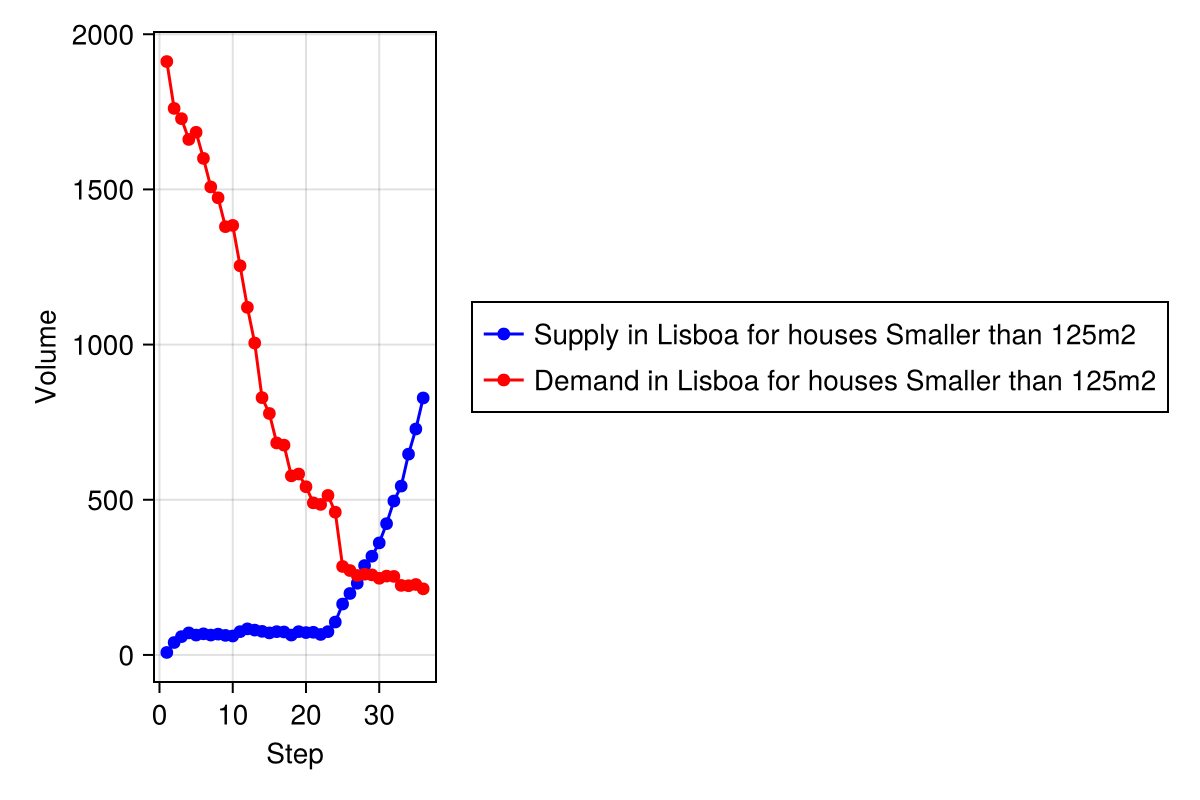 2000
1500
1000
500
0
Volume
0 10 20 30
Step
Supply in Lisboa for houses Smaller than 125m2
Demand in Lisboa for houses Smaller than 125m2